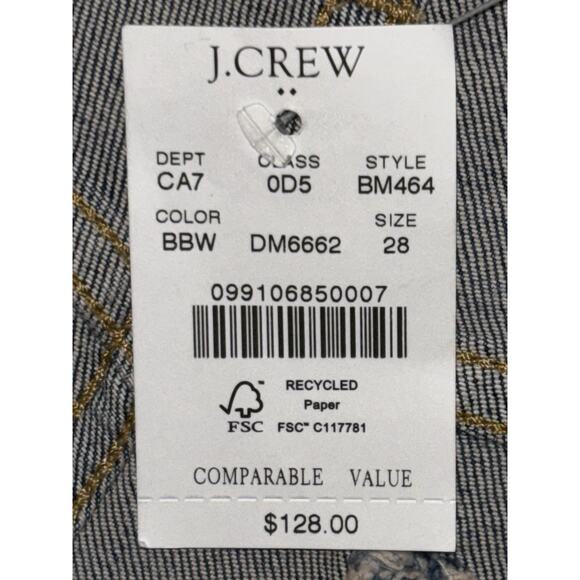 J.CREW
DEPT CLASS STYLE
CA7 0D5 BM464
COLOR SIZE
BBW DM6662 28
099106850007
RECYCLED
Paper
FSC FSC™ C117781
COMPARABLE VALUE
$128.00